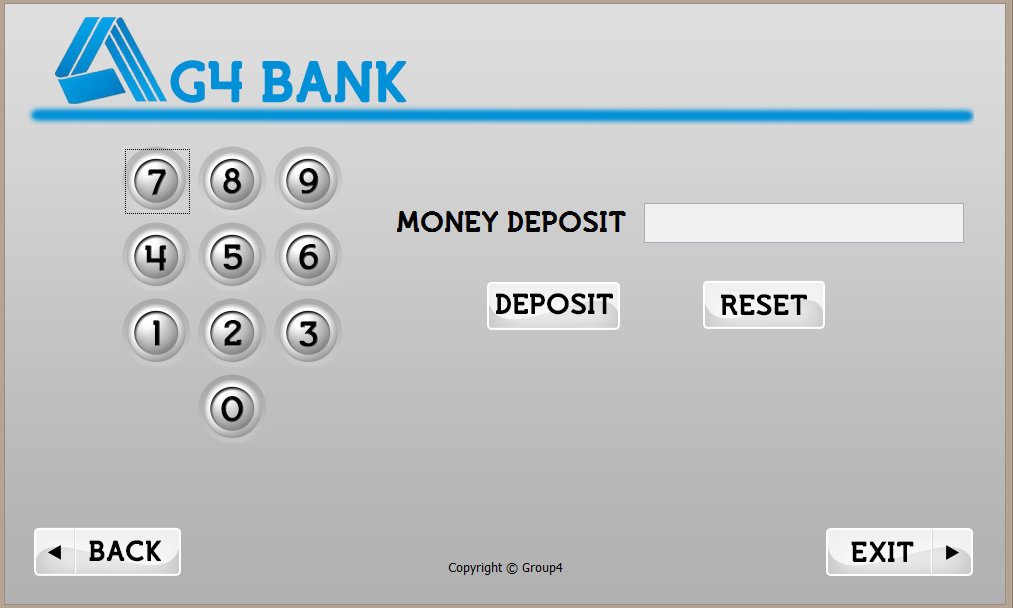 G4 BANK
7 8 9
MONEY DEPOSIT
4 5 6
DEPOSIT RESET
1 2 3
0
BACK
EXIT
Copyright © Group4